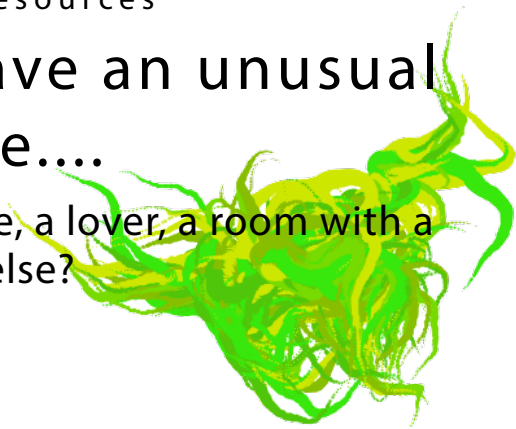 esources
ave an unusual
e....
e, a lover, a room with a
else?